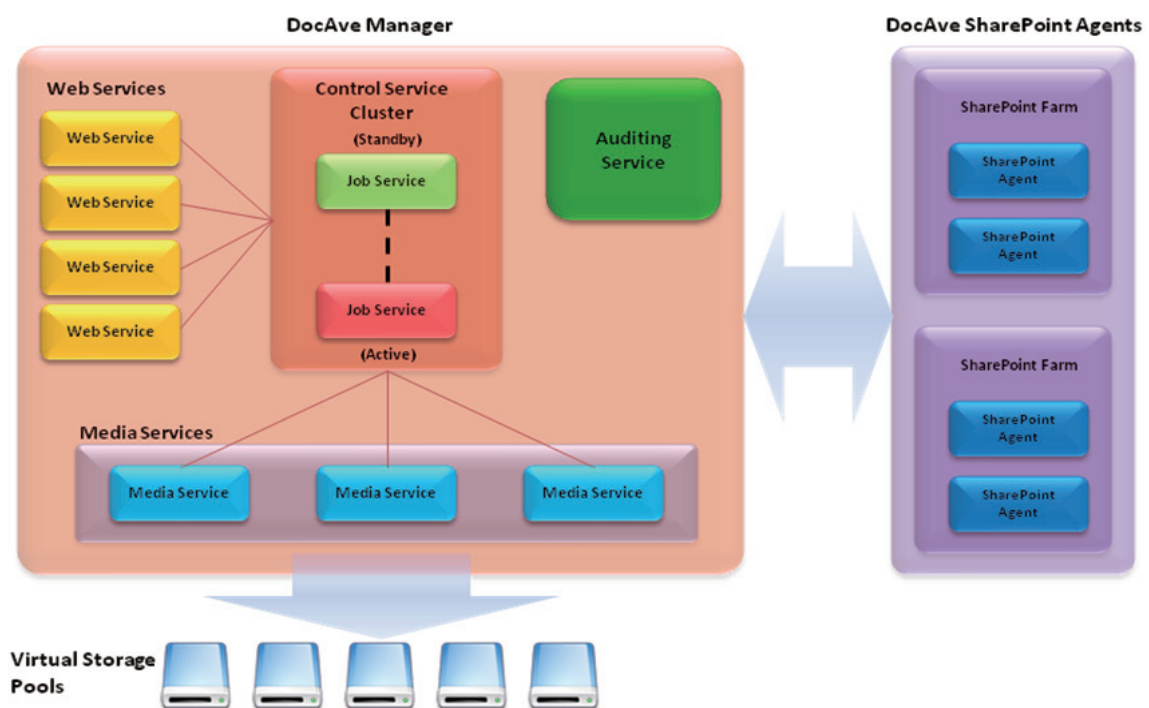 DocAve Manager
Web Services
Web Service
Web Service
Web Service
Web Service
Control Service
Cluster
(Standby)
Job Service
Job Service
(Active)
Auditing
Service
Media Services
Media Service
Media Service
Media Service
Virtual Storage
Pools
DocAve SharePoint Agents
SharePoint Farm
SharePoint
Agent
SharePoint
Agent
SharePoint Farm
SharePoint
Agent
SharePoint
Agent